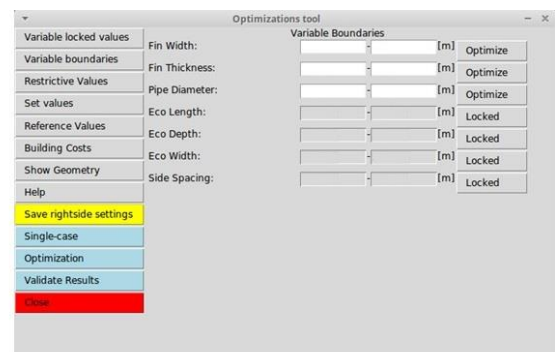 Optimizations tool
Variable locked values
Variable boundaries
Restrictive Values
Set values
Reference Values
Building Costs
Show Geometry
Help
Save rightside settings
Single-case
Optimization
Validate Results
Close
Variable Boundaries
Fin Width: - [m] Optimize
Fin Thickness: - [m] Optimize
Pipe Diameter: - [m] Optimize
Eco Length: - [m] Locked
Eco Depth: - [m] Locked
Eco Width: - [m] Locked
Side Spacing: - [m] Locked